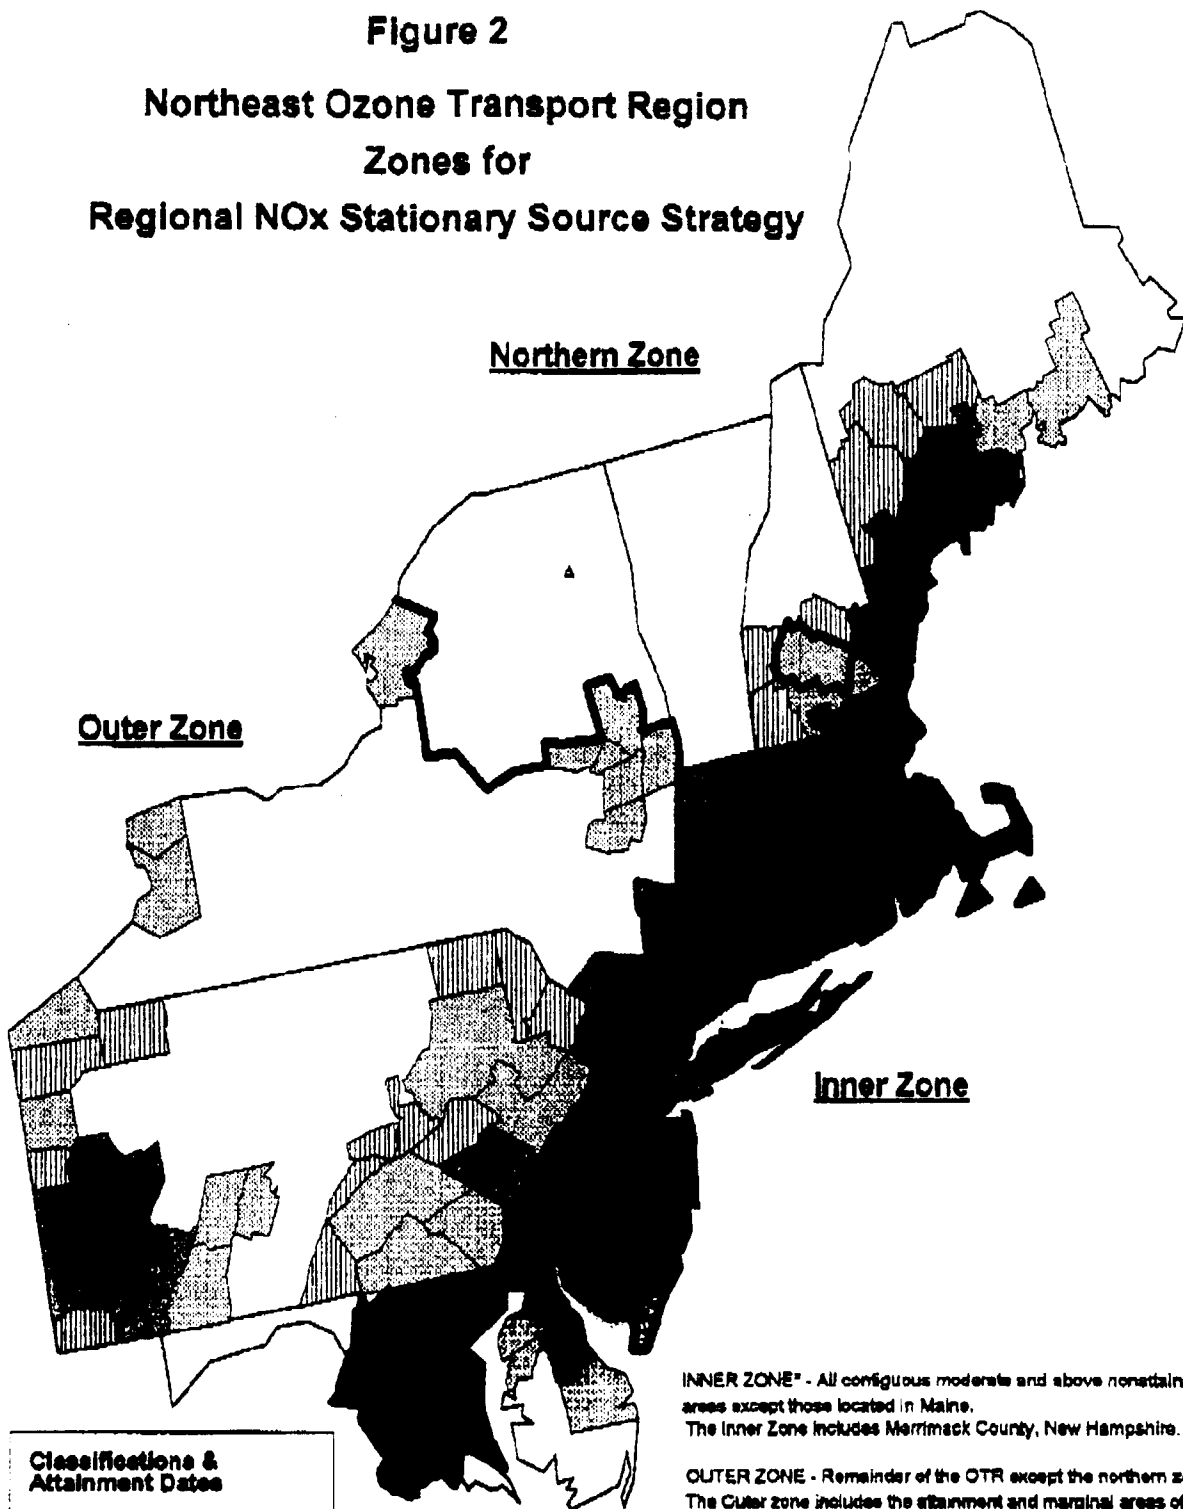 Figure 2
Northeast Ozone Transport Region
Zones for
Regional NOx Stationary Source Strategy
Northern Zone
Outer Zone
Inner Zone
INNER ZONE* - All contiguous moderate and above nonattain
areas except those located in Maine.
The Inner Zone includes Merrimack County, New Hampshire.
OUTER ZONE - Remainder of the OTR except the northern z
The Outer zone includes the attainment and marginal areas of
Classifications &
Attainment Dates